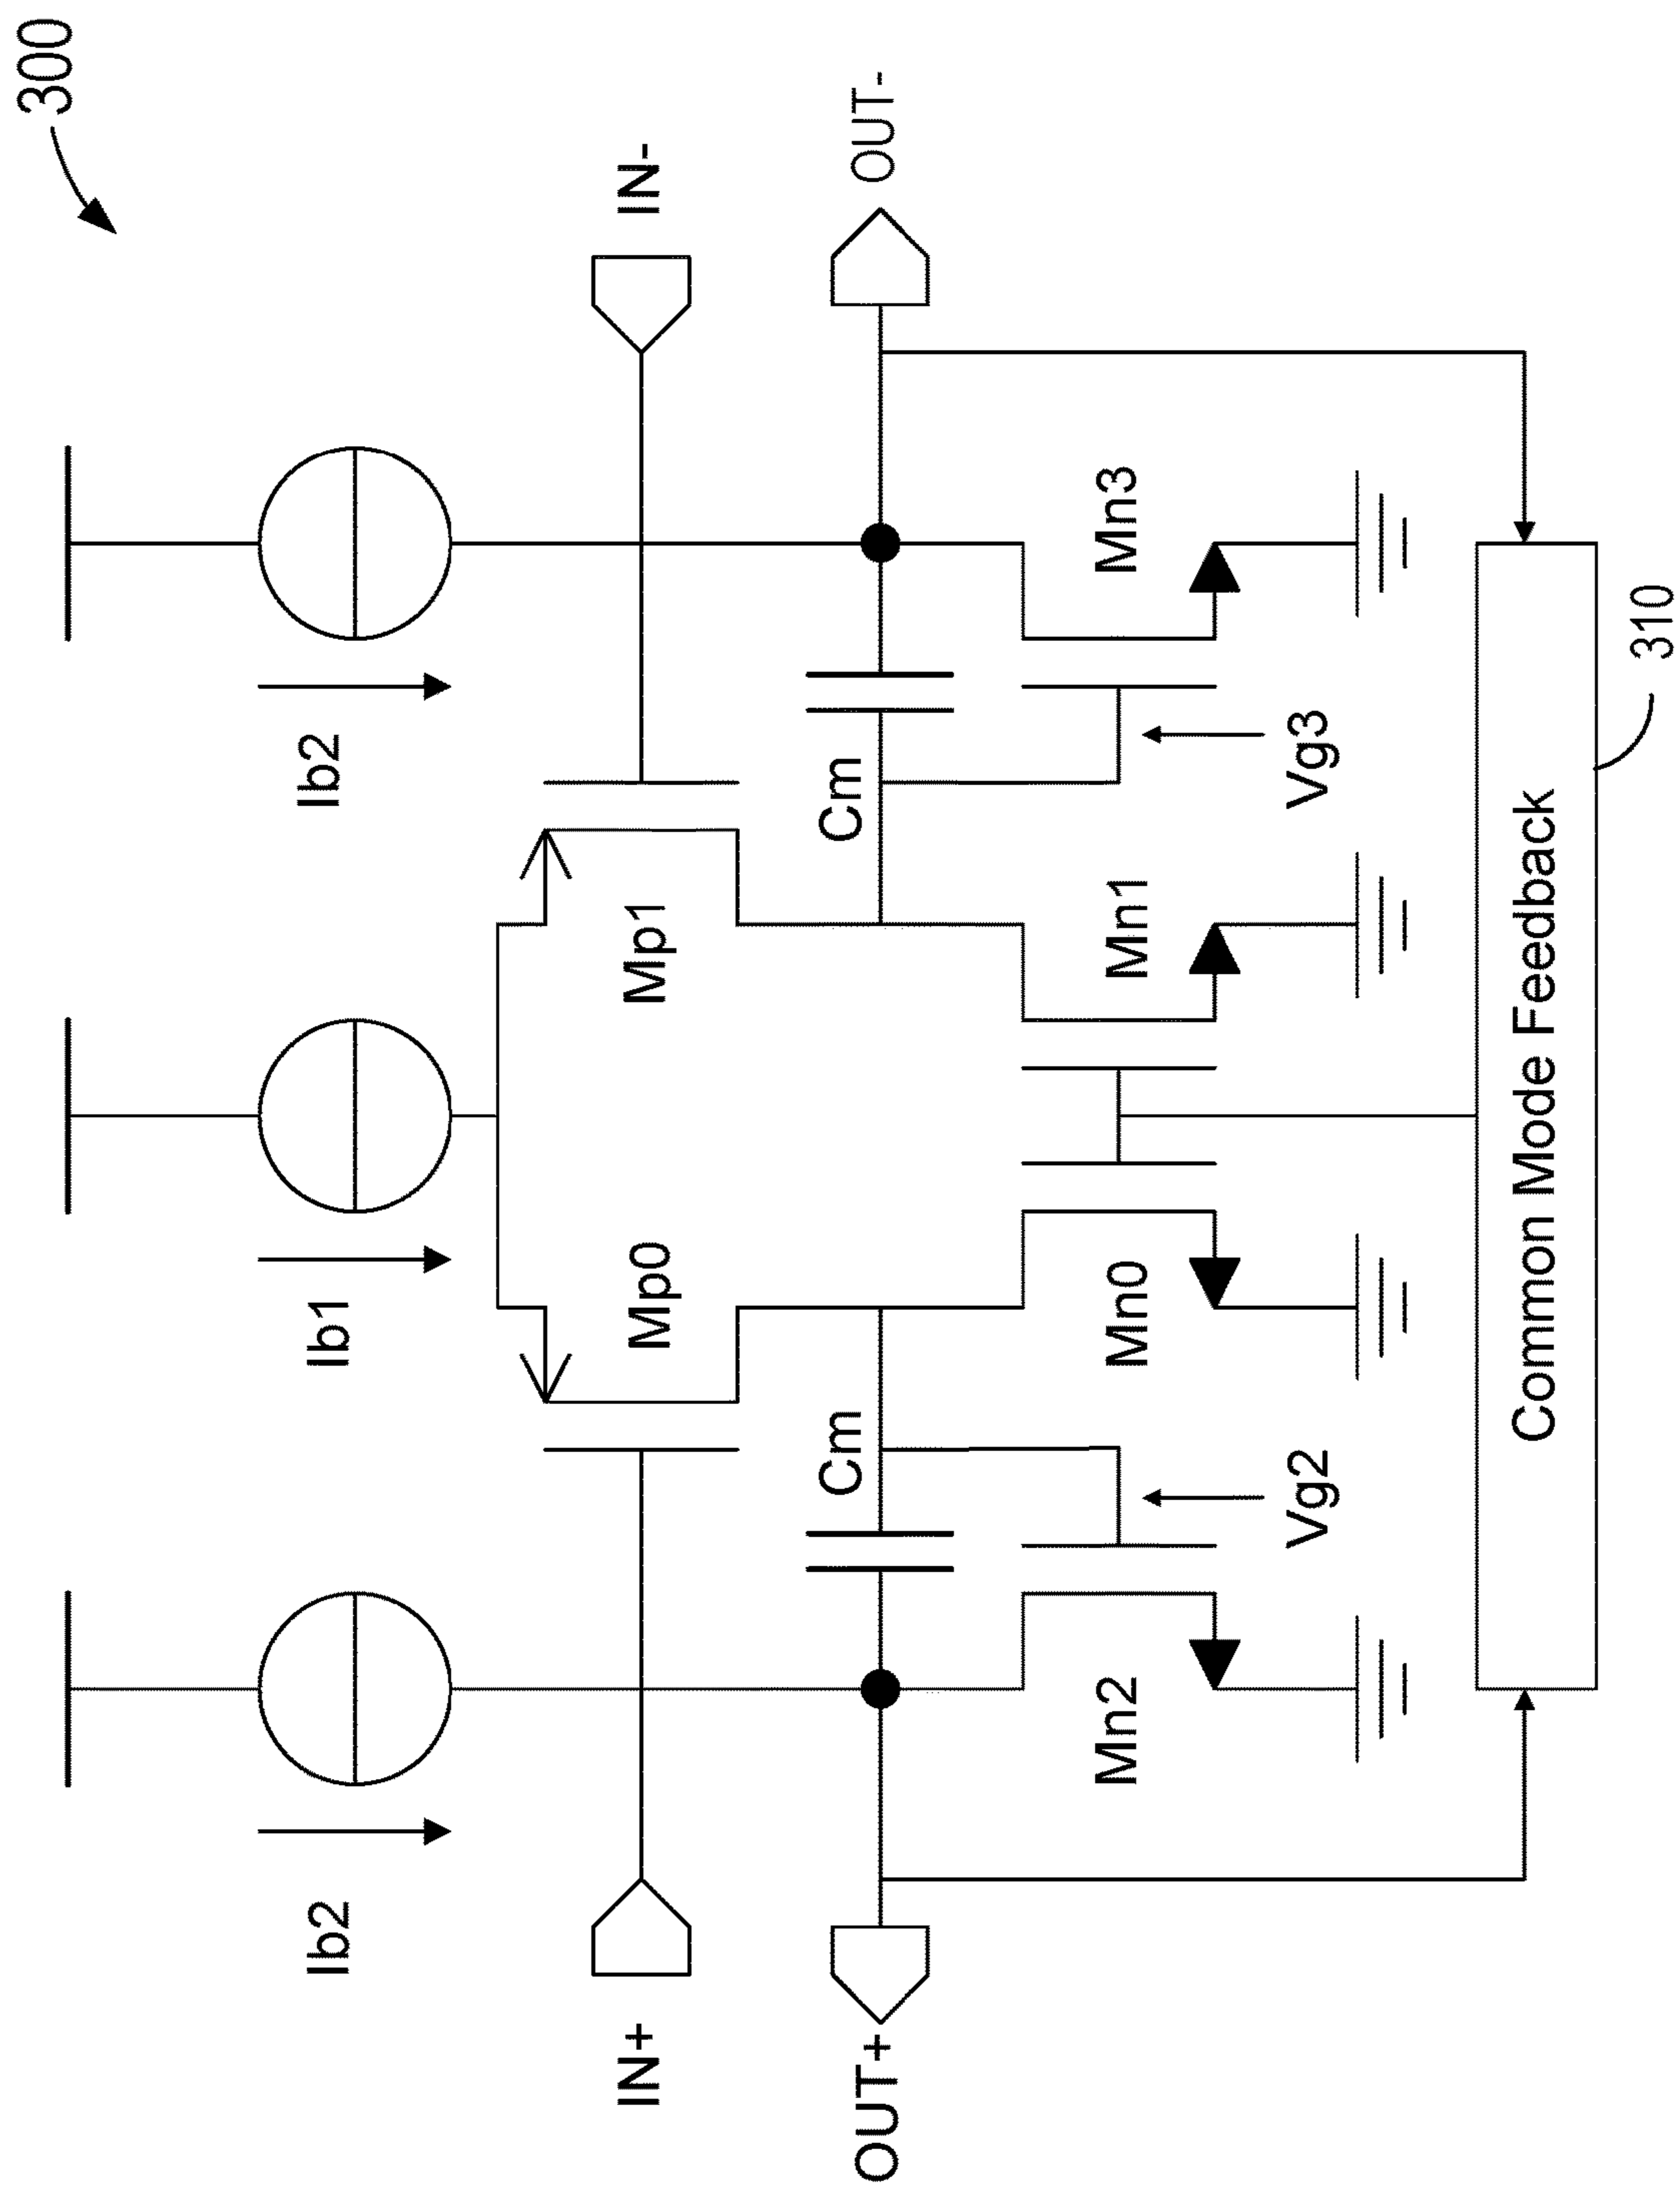 300
Ib2
Ib1
Ib2
IN+
IN-
Mp0
Mp1
Cm
Cm
OUT+
OUT-
Mn2
Mn0
Mn1
Mn3
Vg2
Vg3
Common Mode Feedback
310